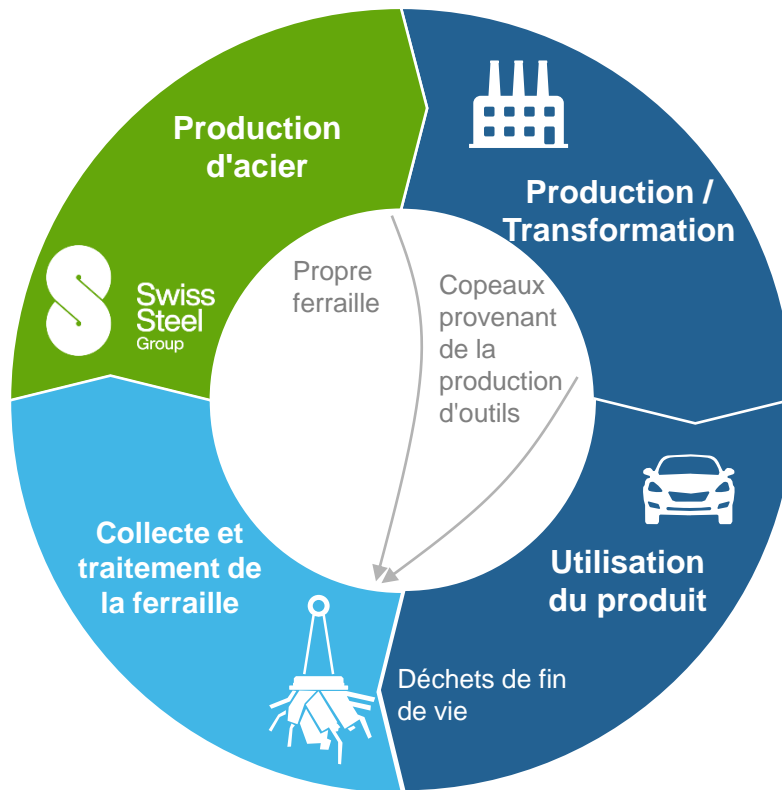 Production
d'acier
Swiss
Steel
Group
Production /
Transformation
Propre
ferraille
Copeaux
provenant
de la
production
d'outils
Utilisation
du produit
Déchets de fin
de vie
Collecte et
traitement de
la ferraille